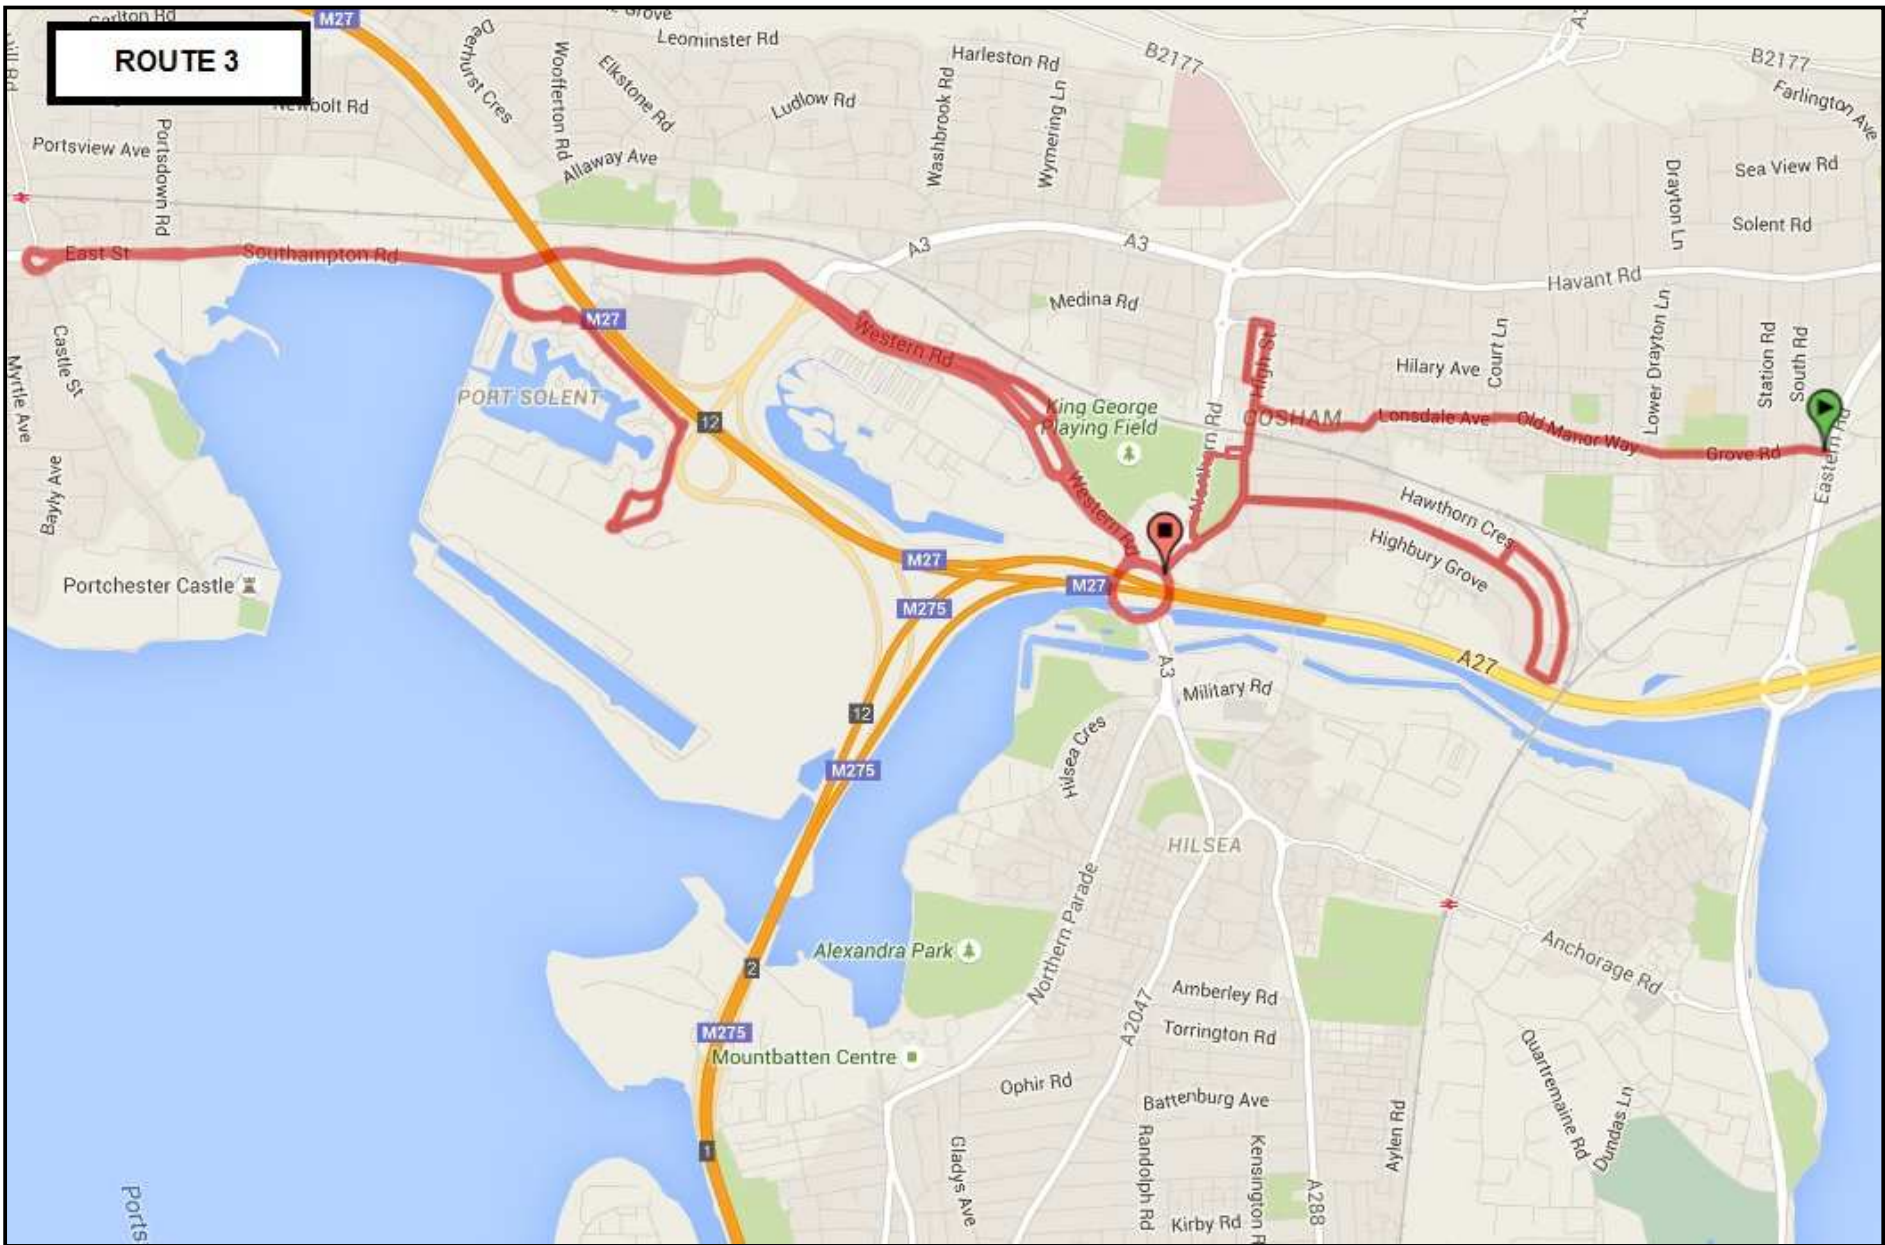 ROUTE 3
M27
Carlton Rd
Grove
Deerhurst Cres
Leominster Rd
Harleston Rd
B2177
B2177
Farlington Ave
Newbolt Rd
Woofferton Rd
Elkstone Rd
Ludlow Rd
Washbrook Rd
Wymering Ln
Portsview Ave
Portsdown Rd
Allaway Ave
Drayton Ln
Sea View Rd
Solent Rd
East St
Southampton Rd
A3
A3
Havant Rd
M27
Medina Rd
Castle St
Myrtle Ave
Western Rd
High St
Hilary Ave
Court Ln
Lower Drayton Ln
Station Rd
South Rd
PORT SOLENT
12
King George
Playing Field
COSHAM
Lonsdale Ave
Old Manor Way
Grove Rd
Eastern Rd
Bayly Ave
Western Rd
Northern Rd
Hawthorn Cres
Highbury Grove
Portchester Castle
M27
M27
M275
A27
A3
Military Rd
12
Hilsea Cres
M275
HILSEA
Northern Parade
Alexandra Park
2
Anchorage Rd
Amberley Rd
A2047
Torrington Rd
M275
Mountbatten Centre
Ophir Rd
Battenburg Ave
Quartremaine Rd
Dundas Ln
1
Gladys Ave
Randolph Rd
Kensington R
A288
Kirby Rd
Ports